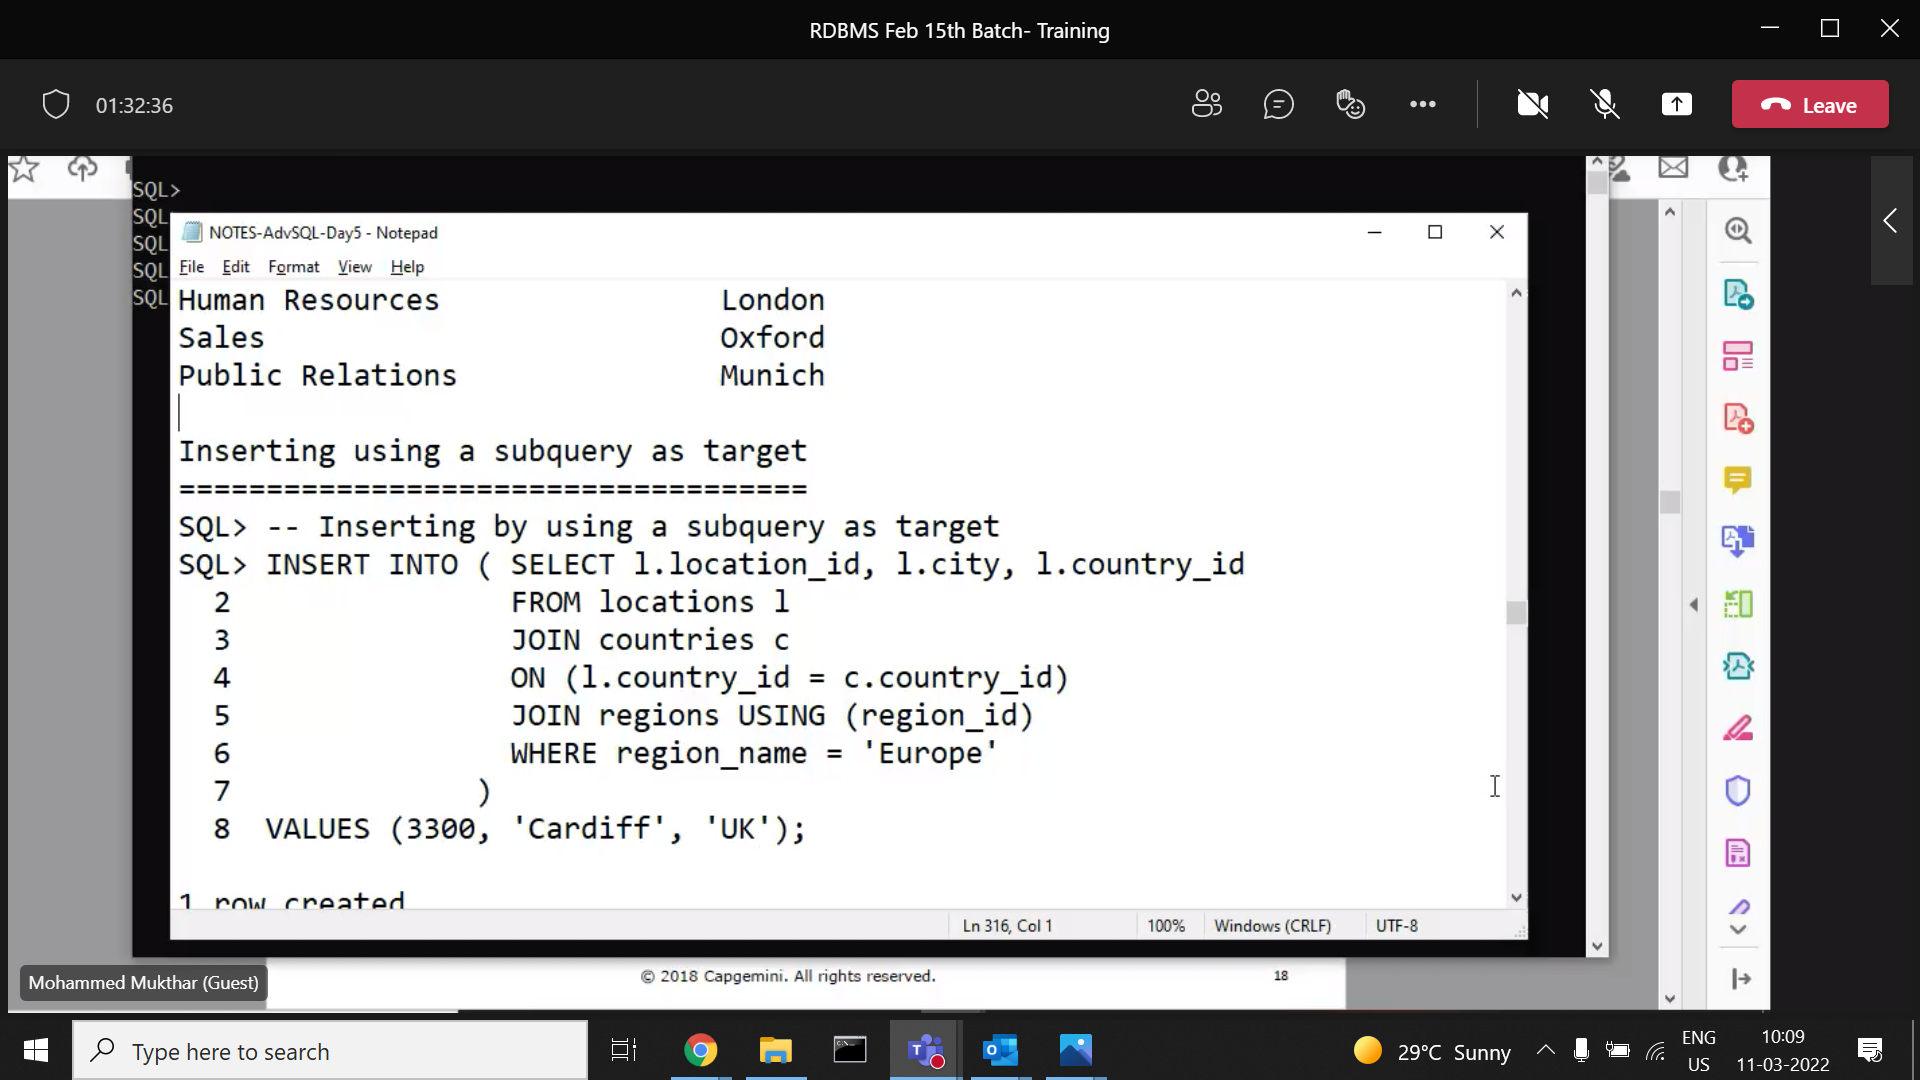 RDBMS Feb 15th Batch- Training
01:32:36
Leave
SQL>
SQL
SQL
SQL
SQL
NOTES-AdvSQL-Day5 - Notepad
File Edit Format View Help
Human Resources London
Sales Oxford
Public Relations Munich
Inserting using a subquery as target
====================================
SQL> -- Inserting by using a subquery as target
SQL> INSERT INTO ( SELECT l.location_id, l.city, l.country_id
2 FROM locations l
3 JOIN countries c
4 ON (l.country_id = c.country_id)
5 JOIN regions USING (region_id)
6 WHERE region_name = 'Europe'
7 )
8 VALUES (3300, 'Cardiff', 'UK');
1 row created
Ln 316, Col 1 100% Windows (CRLF) UTF-8
© 2018 Capgemini. All rights reserved. 18
Mohammed Mukthar (Guest)
Type here to search
29°C Sunny
ENG
US
10:09
11-03-2022